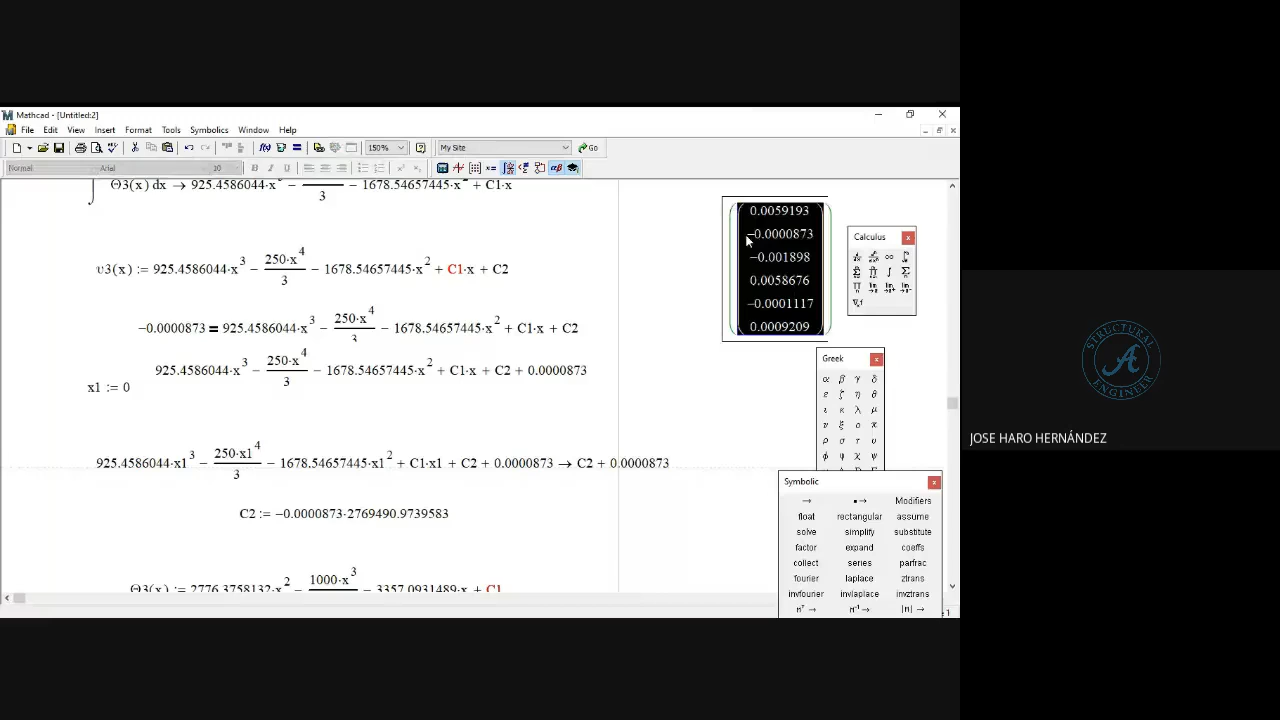 Mathcad - [Untitled:2]
File Edit View Insert Format Tools Symbolics Window Help
150% My Site Go
Normal Arial 10 B I U
∫ Θ3(x) dx → 925.4586044·x³ − ―/3 − 1678.54657445·x² + C1·x
υ3(x) := 925.4586044·x³ − 250·x⁴/3 − 1678.54657445·x² + C1·x + C2
−0.0000873 = 925.4586044·x³ − 250·x⁴/3 − 1678.54657445·x² + C1·x + C2
925.4586044·x³ − 250·x⁴/3 − 1678.54657445·x² + C1·x + C2 + 0.0000873
x1 := 0
925.4586044·x1³ − 250·x1⁴/3 − 1678.54657445·x1² + C1·x1 + C2 + 0.0000873 → C2 + 0.0000873
C2 := −0.0000873·2769490.9739583
Θ3(x) := 2776.3758132·x² − 1000·x³ − 3357.0931489·x + C1
0.0059193
−0.0000873
−0.001898
0.0058676
−0.0001117
0.0009209
Calculus
Greek
α β γ δ
ε ζ η θ
ι κ λ μ
ν ξ ο π
ρ σ τ υ
φ ψ χ ψ
Symbolic
→ ▪→ Modifiers
float rectangular assume
solve simplify substitute
factor expand coeffs
collect series parfrac
fourier laplace ztrans
invfourier invlaplace invztrans
STRUCTURAL
A
ENGINEER
JOSE HARO HERNÁNDEZ